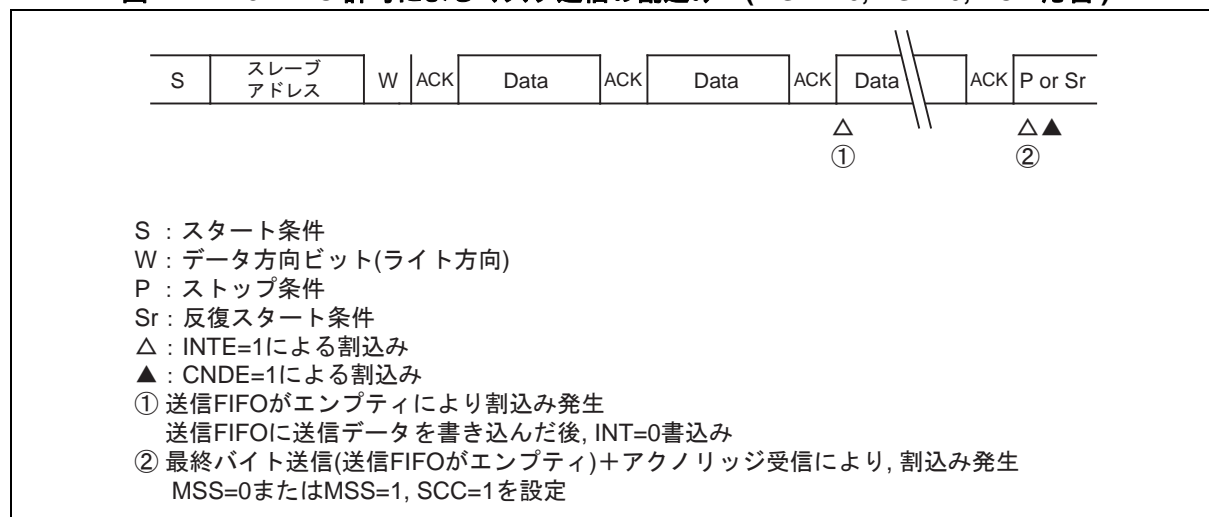 S スレーブ アドレス W ACK Data ACK Data ACK Data ACK P or Sr
△ △▲
① ②
S : スタート条件
W : データ方向ビット(ライト方向)
P : ストップ条件
Sr : 反復スタート条件
△ : INTE=1による割込み
▲ : CNDE=1による割込み
① 送信FIFOがエンプティにより割込み発生
送信FIFOに送信データを書き込んだ後, INT=0書込み
② 最終バイト送信(送信FIFOがエンプティ)+アクノリッジ受信により, 割込み発生
MSS=0またはMSS=1, SCC=1を設定